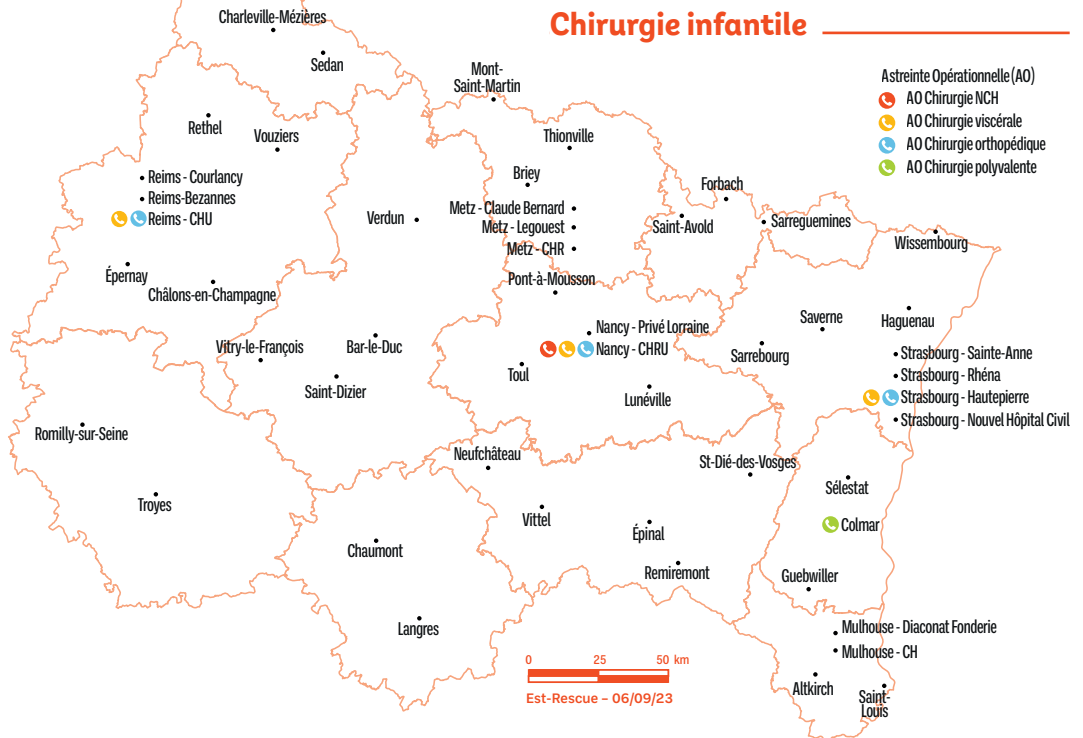 Chirurgie infantile
Astreinte Opérationnelle (AO)
AO Chirurgie NCH
AO Chirurgie viscérale
AO Chirurgie orthopédique
AO Chirurgie polyvalente
Charleville-Mézières
Sedan
Mont-
Saint-Martin
Rethel
Vouziers
Thionville
Briey
Reims - Courlancy
Reims-Bezannes
Reims - CHU
Verdun
Metz - Claude Bernard
Metz - Legouest
Metz - CHR
Forbach
Saint-Avold
Sarreguemines
Wissembourg
Épernay
Châlons-en-Champagne
Pont-à-Mousson
Vitry-le-François
Bar-le-Duc
Saint-Dizier
Nancy - Privé Lorraine
Nancy - CHRU
Toul
Lunéville
Saverne
Haguenau
Sarrebourg
Strasbourg - Sainte-Anne
Strasbourg - Rhéna
Strasbourg - Hautepierre
Strasbourg - Nouvel Hôpital Civil
Romilly-sur-Seine
Troyes
Neufchâteau
St-Dié-des-Vosges
Vittel
Épinal
Remiremont
Sélestat
Colmar
Guebwiller
Chaumont
Langres
Mulhouse - Diaconat Fonderie
Mulhouse - CH
Altkirch
Saint-
Louis
0 25 50 km
Est-Rescue – 06/09/23